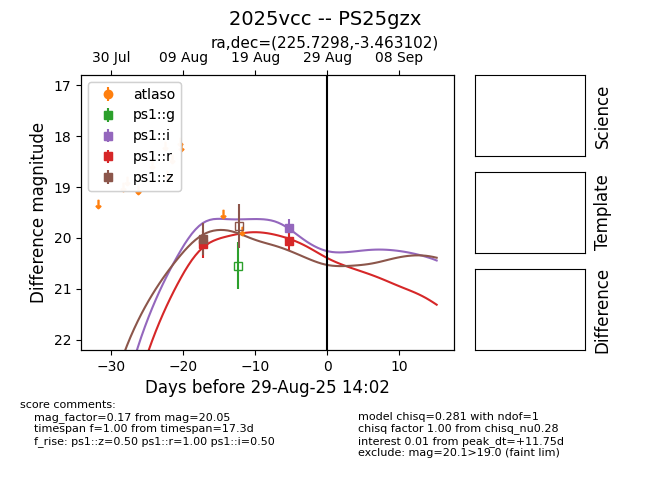 2025vcc -- PS25gzx
ra,dec=(225.7298,-3.463102)
30 Jul 09 Aug 19 Aug 29 Aug 08 Sep
17
18
19
20
21
22
Difference magnitude
atlaso
ps1::g
ps1::i
ps1::r
ps1::z
Science
Template
Difference
−30 −20 −10 0 10
Days before 29-Aug-25 14:02
score comments:
mag_factor=0.17 from mag=20.05
timespan f=1.00 from timespan=17.3d
f_rise: ps1::z=0.50 ps1::r=1.00 ps1::i=0.50
model chisq=0.281 with ndof=1
chisq factor 1.00 from chisq_nu0.28
interest 0.01 from peak_dt=+11.75d
exclude: mag=20.1>19.0 (faint lim)